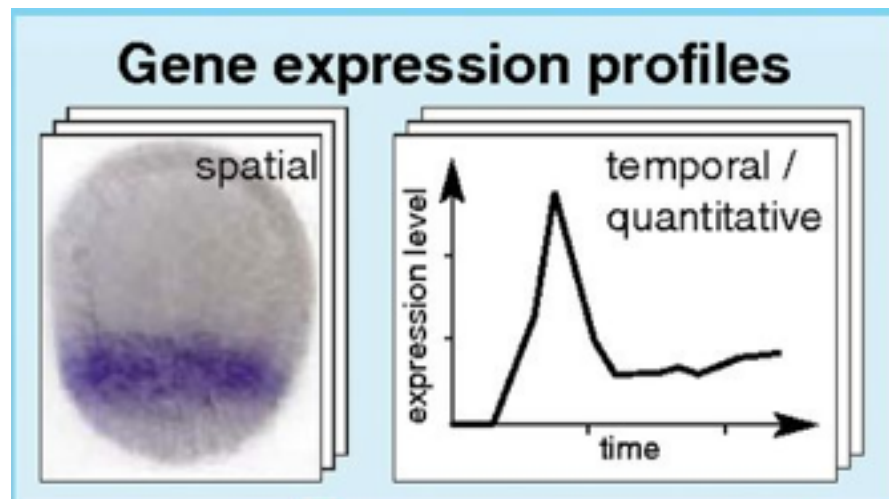 Gene expression profiles
spatial
temporal /
quantitative
expression level
time